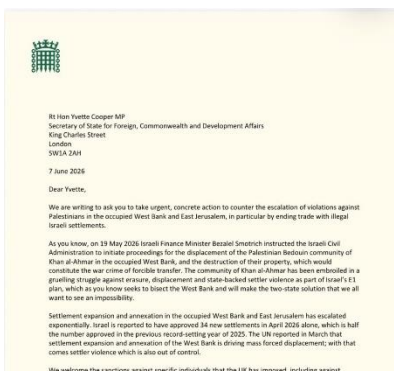 Rt Hon Yvette Cooper MP
Secretary of State for Foreign, Commonwealth and Development Affairs
King Charles Street
London
SW1A 2AH
7 June 2026
Dear Yvette,
We are writing to ask you to take urgent, concrete action to counter the escalation of violations against
Palestinians in the occupied West Bank and East Jerusalem, in particular by ending trade with illegal
Israeli settlements.
As you know, on 19 May 2026 Israeli Finance Minister Bezalel Smotrich instructed the Israeli Civil
Administration to initiate proceedings for the displacement of the Palestinian Bedouin community of
Khan al-Ahmar in the occupied West Bank, and the destruction of their property, which would
constitute the war crime of forcible transfer. The community of Khan al-Ahmar has been embroiled in a
gruelling struggle against erasure, displacement and state-backed settler violence as part of Israel's E1
plan, which as you know seeks to bisect the West Bank and will make the two-state solution that we all
want to see an impossibility.
Settlement expansion and annexation in the occupied West Bank and East Jerusalem has escalated
exponentially. Israel is reported to have approved 34 new settlements in April 2026 alone, which is half
the number approved in the previous record-setting year of 2025. The UN reported in March that
settlement expansion and annexation of the West Bank is driving mass forced displacement; with that
comes settler violence which is also out of control.
We welcome the sanctions against specific individuals that the UK has imposed, including against